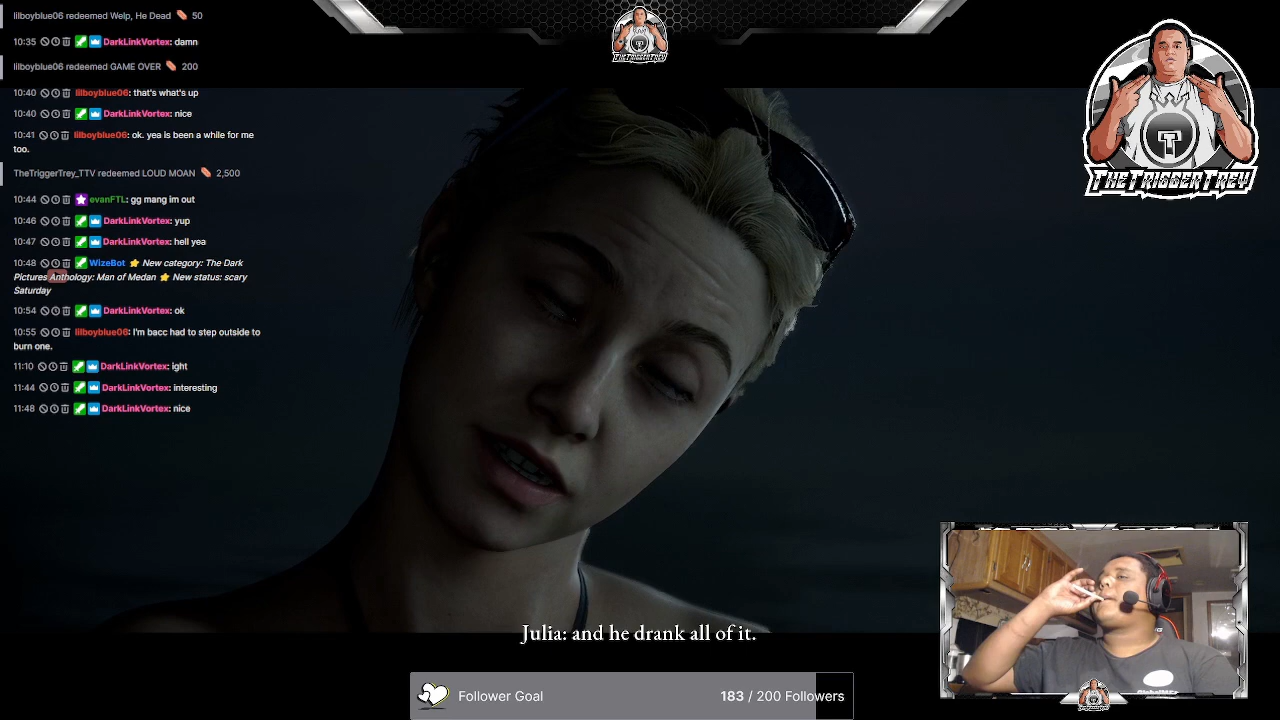 lilboyblue06 redeemed Welp, He Dead 50
10:35 DarkLinkVortex: damn
lilboyblue06 redeemed GAME OVER 200
10:40 lilboyblue06: that's what's up
10:40 DarkLinkVortex: nice
10:41 lilboyblue06: ok. yea is been a while for me
too.
TheTriggerTrey_TTV redeemed LOUD MOAN 2,500
10:44 evanFTL: gg mang im out
10:46 DarkLinkVortex: yup
10:47 DarkLinkVortex: hell yea
10:48 WizeBot New category: The Dark
Pictures Anthology: Man of Medan New status: scary
Saturday
10:54 DarkLinkVortex: ok
10:55 lilboyblue06: I'm bacc had to step outside to
burn one.
11:10 DarkLinkVortex: ight
11:44 DarkLinkVortex: interesting
11:48 DarkLinkVortex: nice
THETRIGGERTREY
T
THETRIGGERTREY
Julia: and he drank all of it.
Follower Goal 183 / 200 Followers